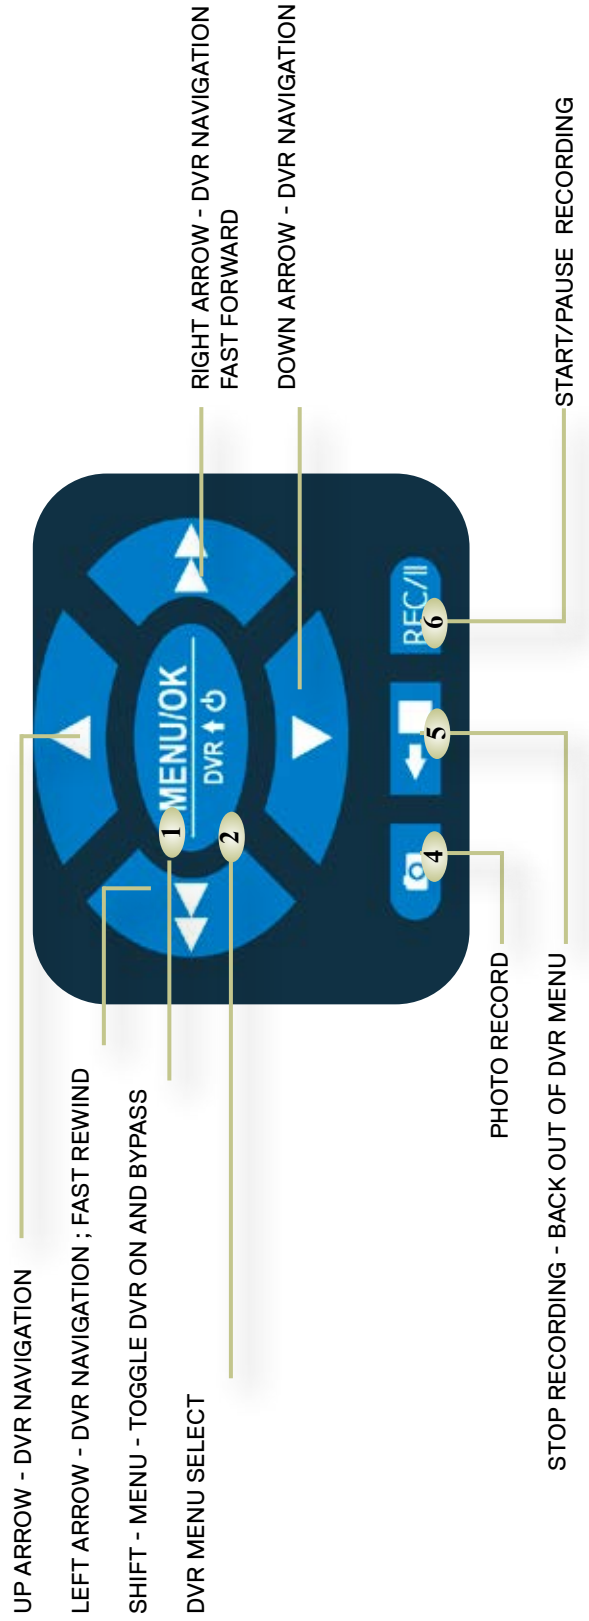 UP ARROW - DVR NAVIGATION
LEFT ARROW - DVR NAVIGATION ; FAST REWIND
SHIFT - MENU - TOGGLE DVR ON AND BYPASS
DVR MENU SELECT
RIGHT ARROW - DVR NAVIGATION
FAST FORWARD
DOWN ARROW - DVR NAVIGATION
MENU/OK
DVR
1
2
4
5
REC/II
6
PHOTO RECORD
STOP RECORDING - BACK OUT OF DVR MENU
START/PAUSE RECORDING